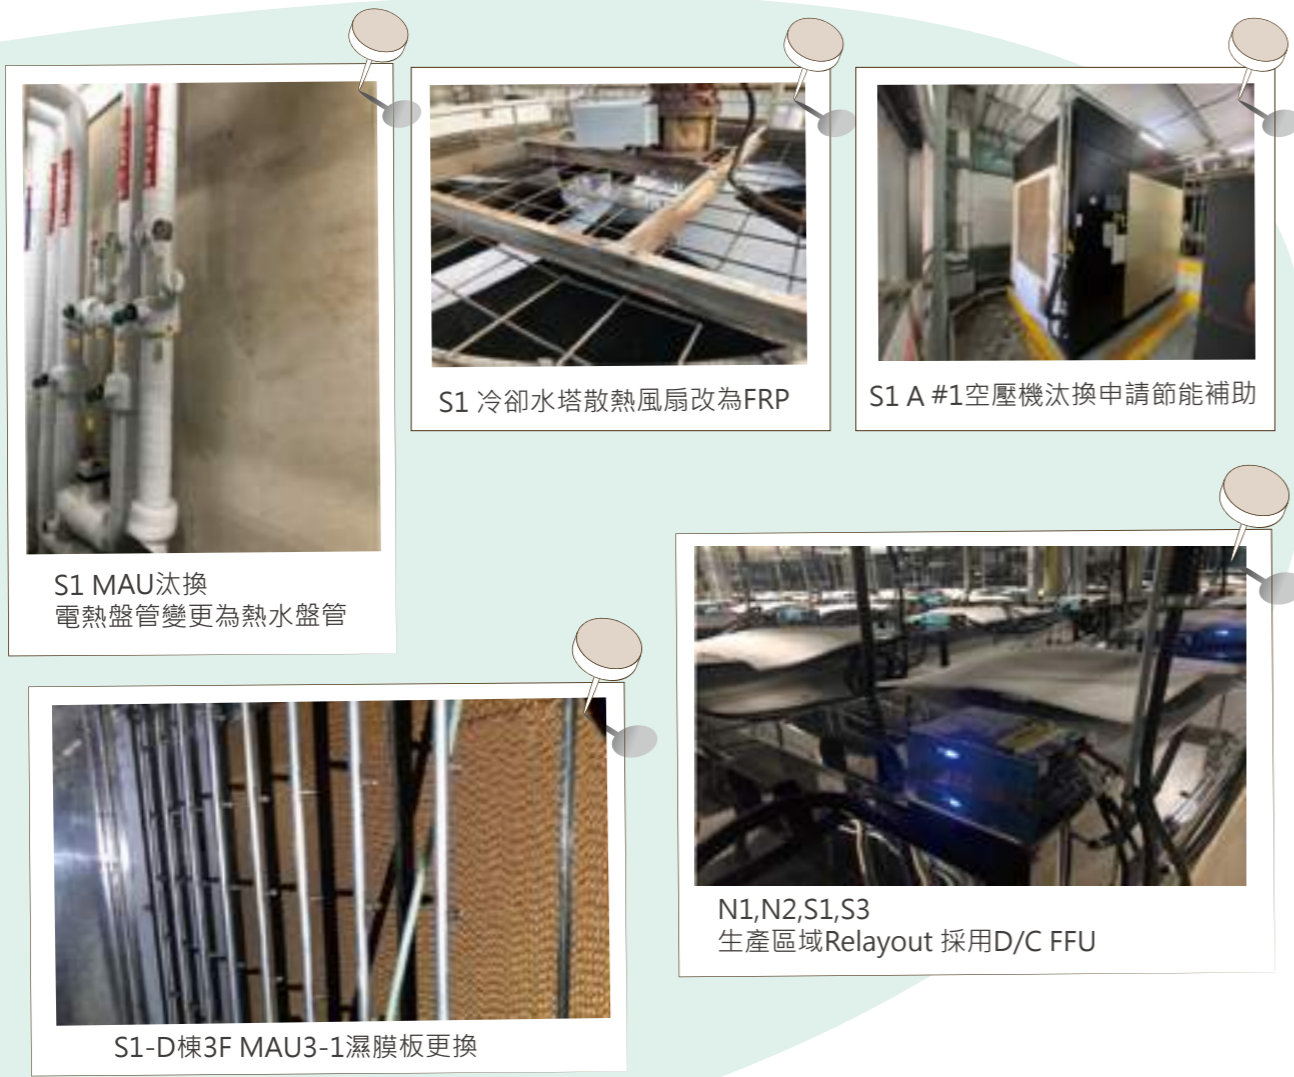 S1 MAU汰換
電熱盤管變更為熱水盤管
S1 冷卻水塔散熱風扇改為FRP
S1 A #1空壓機汰換申請節能補助
S1-D棟3F MAU3-1濕膜板更換
N1,N2,S1,S3
生產區域Relayout 採用D/C FFU